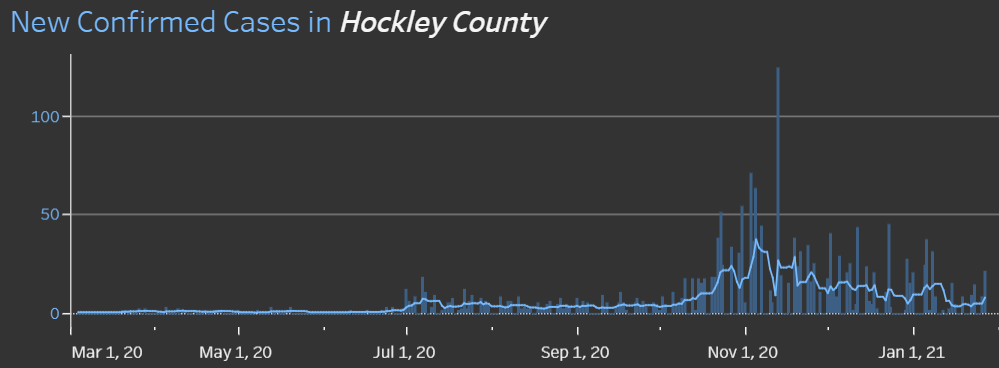 New Confirmed Cases in Hockley County
100
50
0
Mar 1, 20 May 1, 20 Jul 1, 20 Sep 1, 20 Nov 1, 20 Jan 1, 21